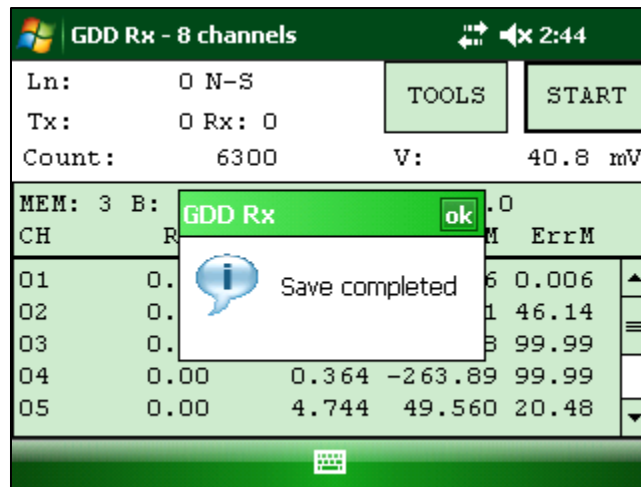 GDD Rx - 8 channels 2:44
Ln: 0 N-S TOOLS START
Tx: 0 Rx: 0
Count: 6300 V: 40.8 mV
MEM: 3 B: .0
CH R M ErrM
GDD Rx ok
Save completed
01 0. 6 0.006
02 0. 1 46.14
03 0. 8 99.99
04 0.00 0.364 -263.89 99.99
05 0.00 4.744 49.560 20.48